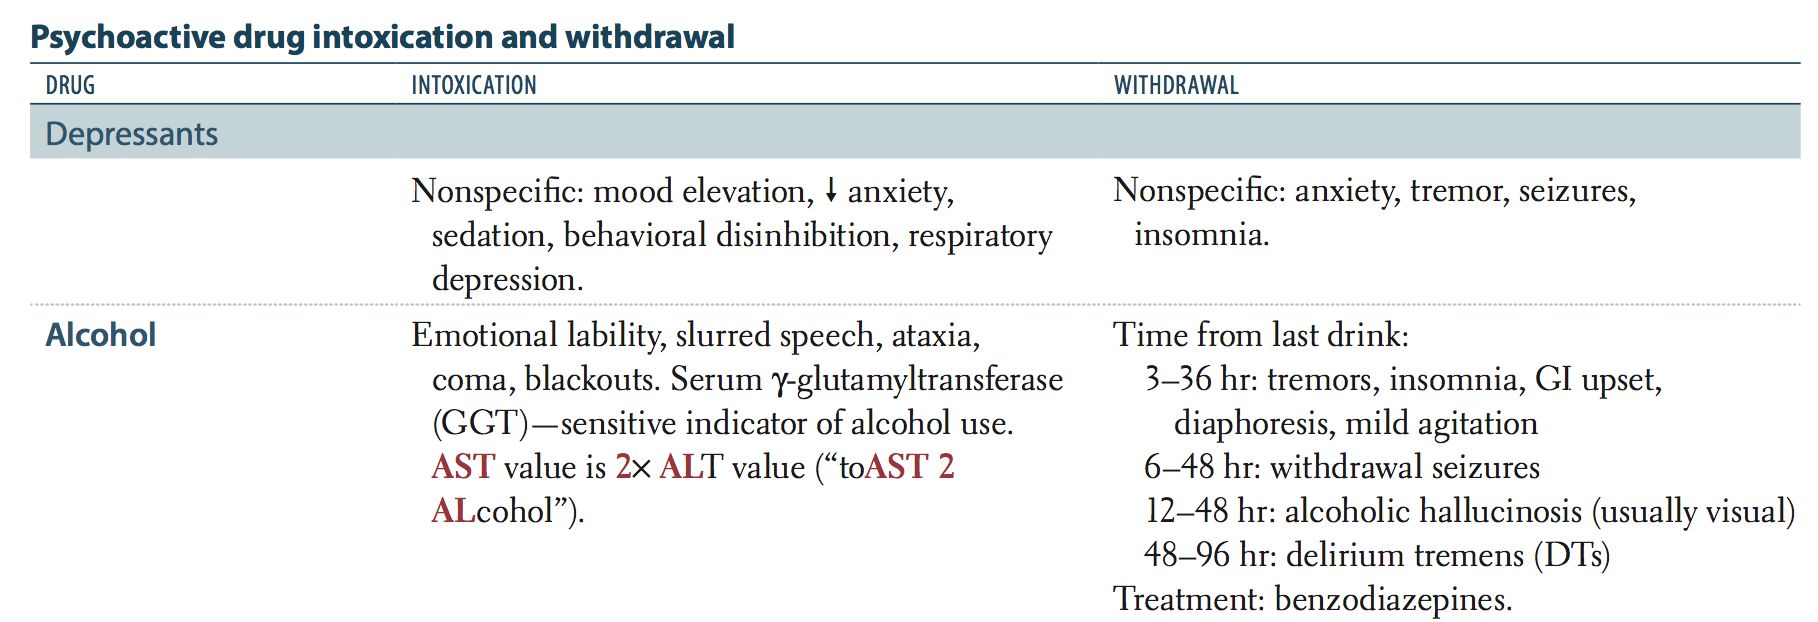 Psychoactive drug intoxication and withdrawal
DRUG INTOXICATION WITHDRAWAL
Depressants
Nonspecific: mood elevation, ↓ anxiety,
sedation, behavioral disinhibition, respiratory
depression.
Nonspecific: anxiety, tremor, seizures,
insomnia.
Alcohol
Emotional lability, slurred speech, ataxia,
coma, blackouts. Serum γ-glutamyltransferase
(GGT)—sensitive indicator of alcohol use.
AST value is 2× ALT value (“toAST 2
ALcohol”).
Time from last drink:
3–36 hr: tremors, insomnia, GI upset,
diaphoresis, mild agitation
6–48 hr: withdrawal seizures
12–48 hr: alcoholic hallucinosis (usually visual)
48–96 hr: delirium tremens (DTs)
Treatment: benzodiazepines.